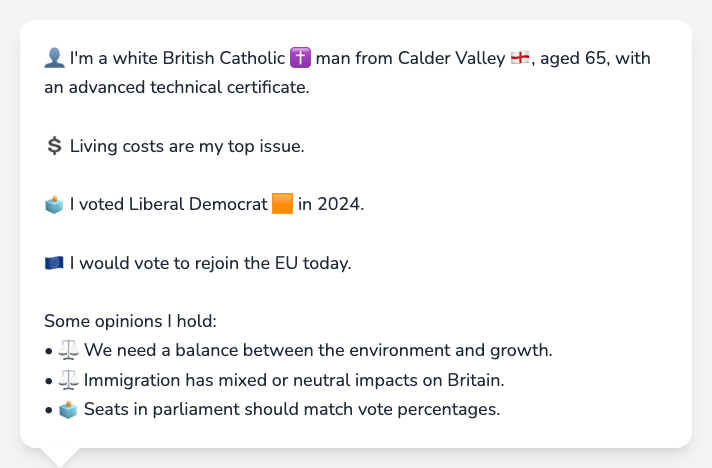 👤 I'm a white British Catholic ✝️ man from Calder Valley 🏴󠁧󠁢󠁥󠁮󠁧󠁿, aged 65, with
an advanced technical certificate.
💲 Living costs are my top issue.
🗳️ I voted Liberal Democrat 🟧 in 2024.
🇪🇺 I would vote to rejoin the EU today.
Some opinions I hold:
• ⚖️ We need a balance between the environment and growth.
• ⚖️ Immigration has mixed or neutral impacts on Britain.
• 🗳️ Seats in parliament should match vote percentages.